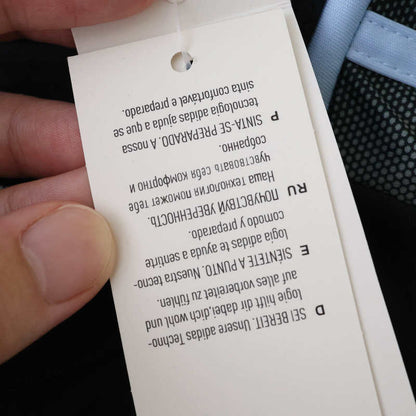 D SEI BEREIT. Unsere adidas Techno-
logie hilft dir dabei,dich wohl und
auf alles vorbereitet zu fühlen.
E SIÉNTETE A PUNTO. Nuestra tecno-
logía adidas te ayuda a sentirte
comodo y preparado.
RU ПОЧУВСТВУЙ УВЕРЕННОСТЬ.
Наша технология поможет тебе
чувствовать себя комфортно и
собранно.
P SINTA-SE PREPARADO. A nossa
tecnologia adidas ajuda a que se
sinta confortável e preparado.